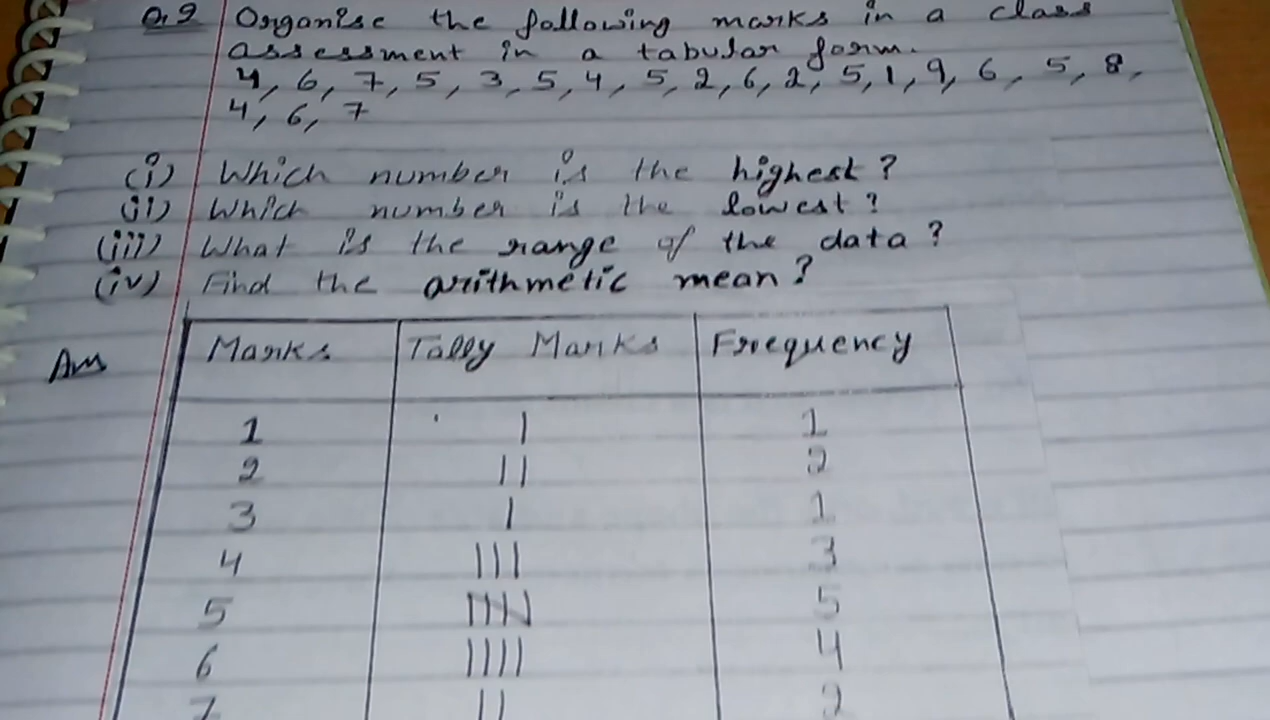 Q.9 Organise the following marks in a class
assessment in a tabular form.
4, 6, 7, 5, 3, 5, 4, 5, 2, 6, 2, 5, 1, 9, 6, 5, 8,
4, 6, 7
(i) Which number is the highest?
(ii) Which number is the lowest?
(iii) What is the range of the data?
(iv) Find the arithmetic mean?
Ans Marks Tally Marks Frequency
1 | 1
2 || 2
3 | 1
4 ||| 3
5 |||| 5
6 |||| 4
7 || 2